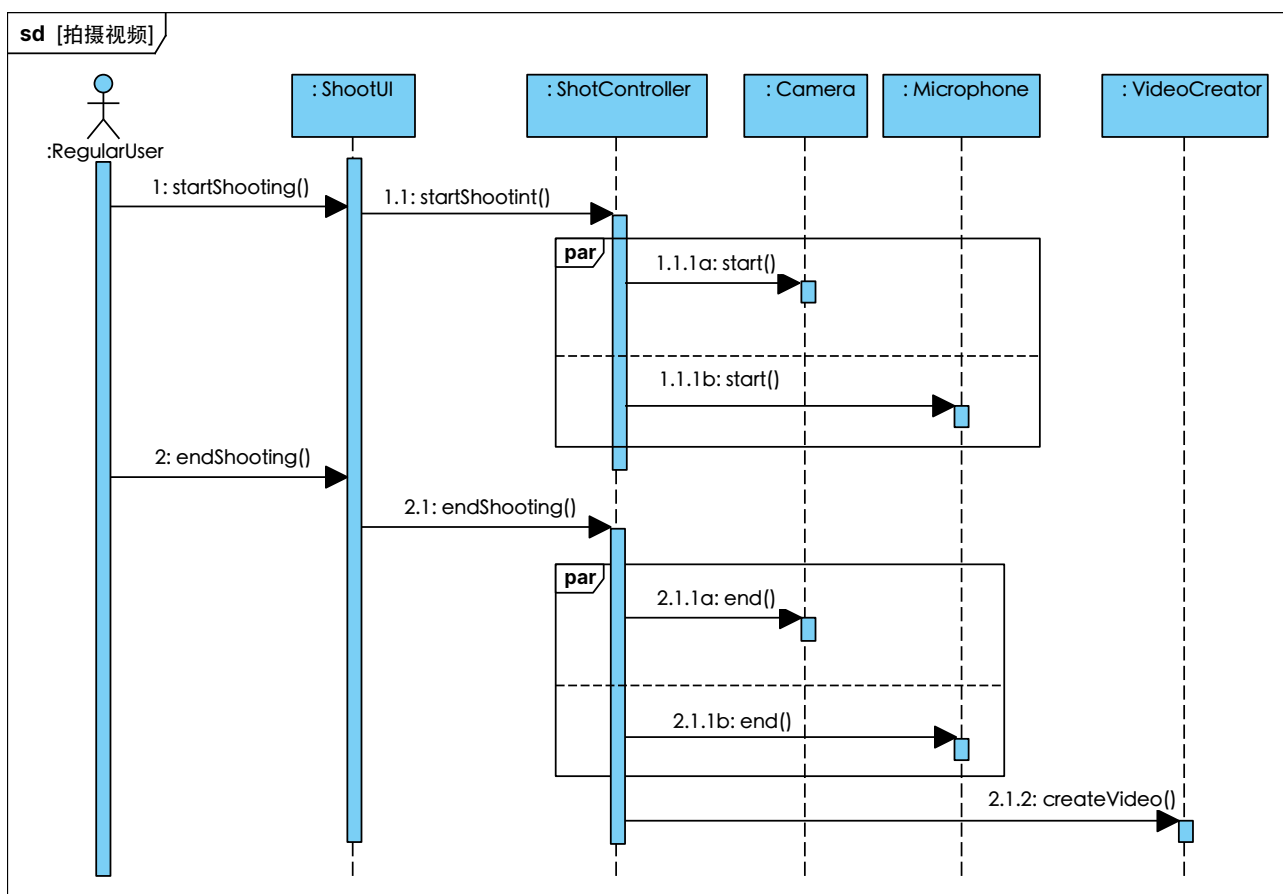 sd [拍摄视频]
:RegularUser
: ShootUI
: ShotController
: Camera
: Microphone
: VideoCreator
1: startShooting()
1.1: startShootint()
par
1.1.1a: start()
1.1.1b: start()
2: endShooting()
2.1: endShooting()
par
2.1.1a: end()
2.1.1b: end()
2.1.2: createVideo()